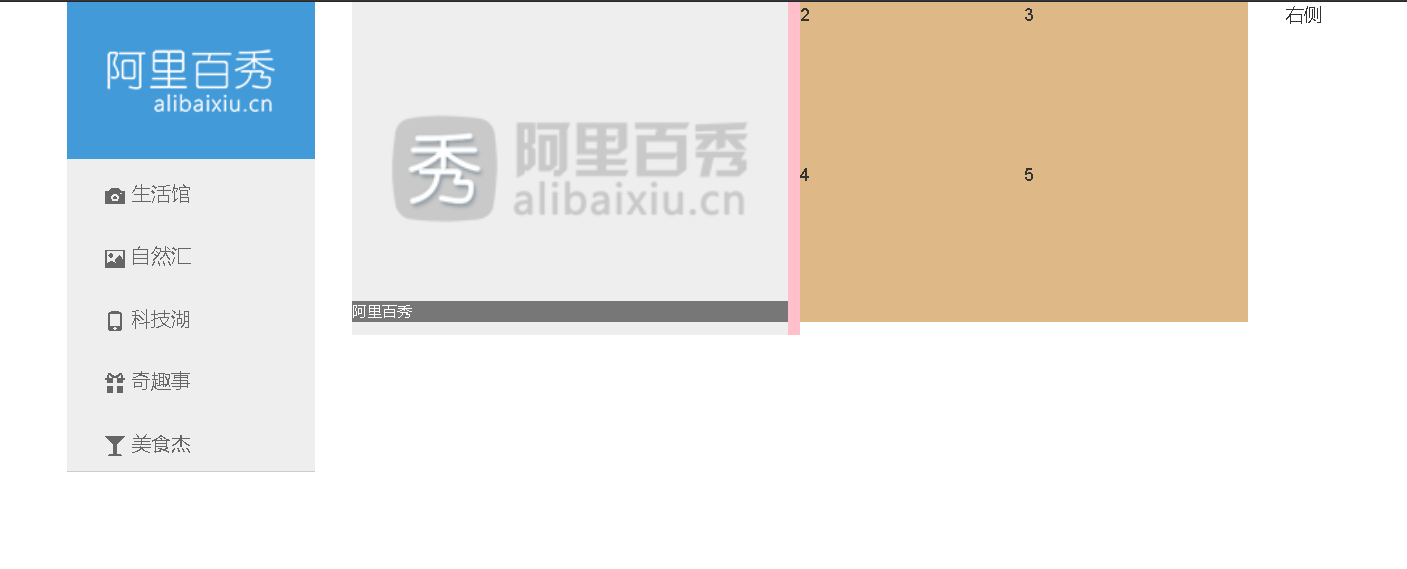 阿里百秀
alibaixiu.cn
生活馆
自然汇
科技湖
奇趣事
美食杰
秀 阿里百秀
alibaixiu.cn
阿里百秀
2 3
4 5
右侧